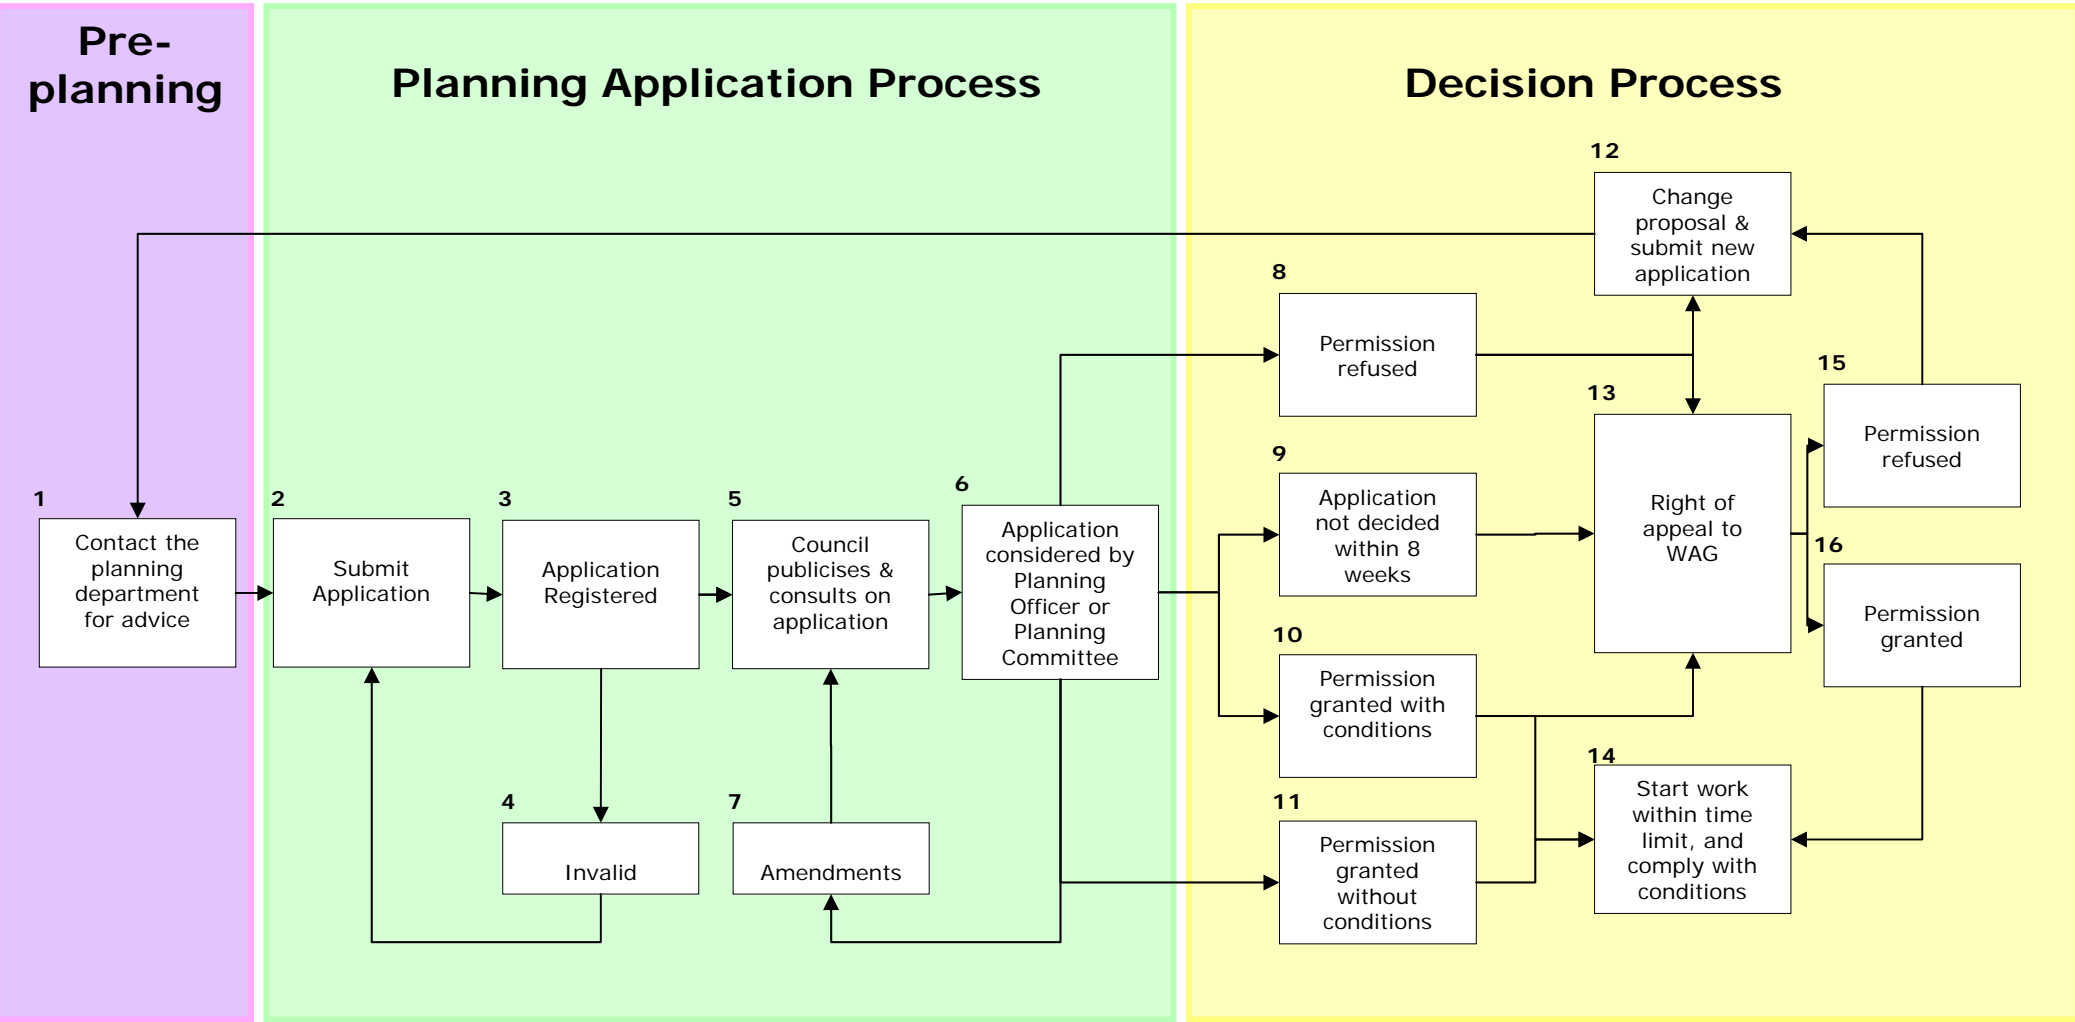 Pre-
planning
Planning Application Process
Decision Process
1
Contact the
planning
department
for advice
2
Submit
Application
3
Application
Registered
4
Invalid
5
Council
publicises &
consults on
application
6
Application
considered by
Planning
Officer or
Planning
Committee
7
Amendments
8
Permission
refused
9
Application
not decided
within 8
weeks
10
Permission
granted with
conditions
11
Permission
granted
without
conditions
12
Change
proposal &
submit new
application
13
Right of
appeal to
WAG
14
Start work
within time
limit, and
comply with
conditions
15
Permission
refused
16
Permission
granted